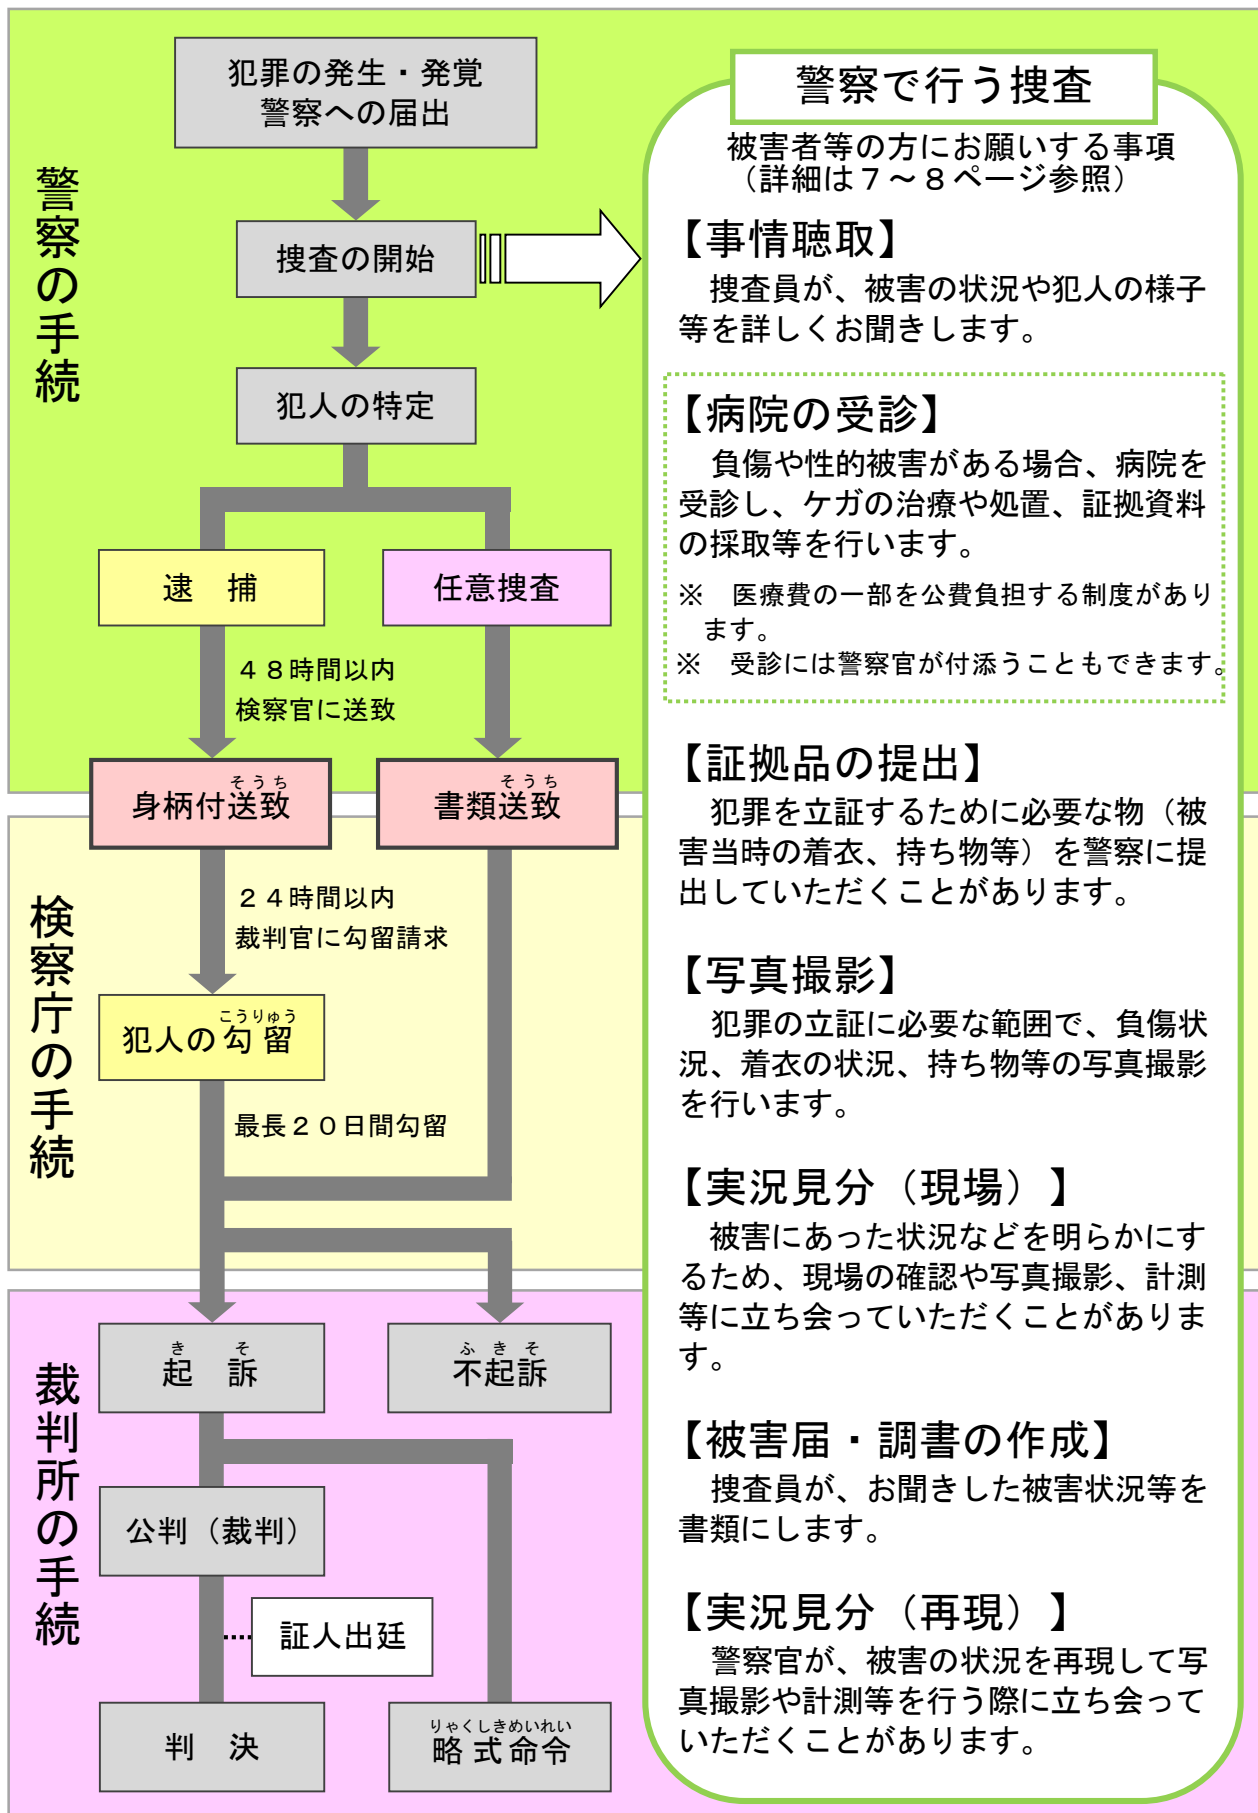 警察の手続
犯罪の発生・発覚
警察への届出
捜査の開始
犯人の特定
逮　捕
任意捜査
４８時間以内
検察官に送致
そうち
身柄付送致
そうち
書類送致
検察庁の手続
２４時間以内
裁判官に勾留請求
こうりゅう
犯人の勾留
最長２０日間勾留
裁判所の手続
き　そ
起　訴
ふ き そ
不起訴
公判（裁判）
証人出廷
判　決
りゃくしきめいれい
略式命令
警察で行う捜査
被害者等の方にお願いする事項
（詳細は７～８ページ参照）
【事情聴取】
捜査員が、被害の状況や犯人の様子
等を詳しくお聞きします。
【病院の受診】
負傷や性的被害がある場合、病院を
受診し、ケガの治療や処置、証拠資料
の採取等を行います。
※　医療費の一部を公費負担する制度があり
ます。
※　受診には警察官が付添うこともできます。
【証拠品の提出】
犯罪を立証するために必要な物（被
害当時の着衣、持ち物等）を警察に提
出していただくことがあります。
【写真撮影】
犯罪の立証に必要な範囲で、負傷状
況、着衣の状況、持ち物等の写真撮影
を行います。
【実況見分（現場）】
被害にあった状況などを明らかにす
るため、現場の確認や写真撮影、計測
等に立ち会っていただくことがありま
す。
【被害届・調書の作成】
捜査員が、お聞きした被害状況等を
書類にします。
【実況見分（再現）】
警察官が、被害の状況を再現して写
真撮影や計測等を行う際に立ち会って
いただくことがあります。